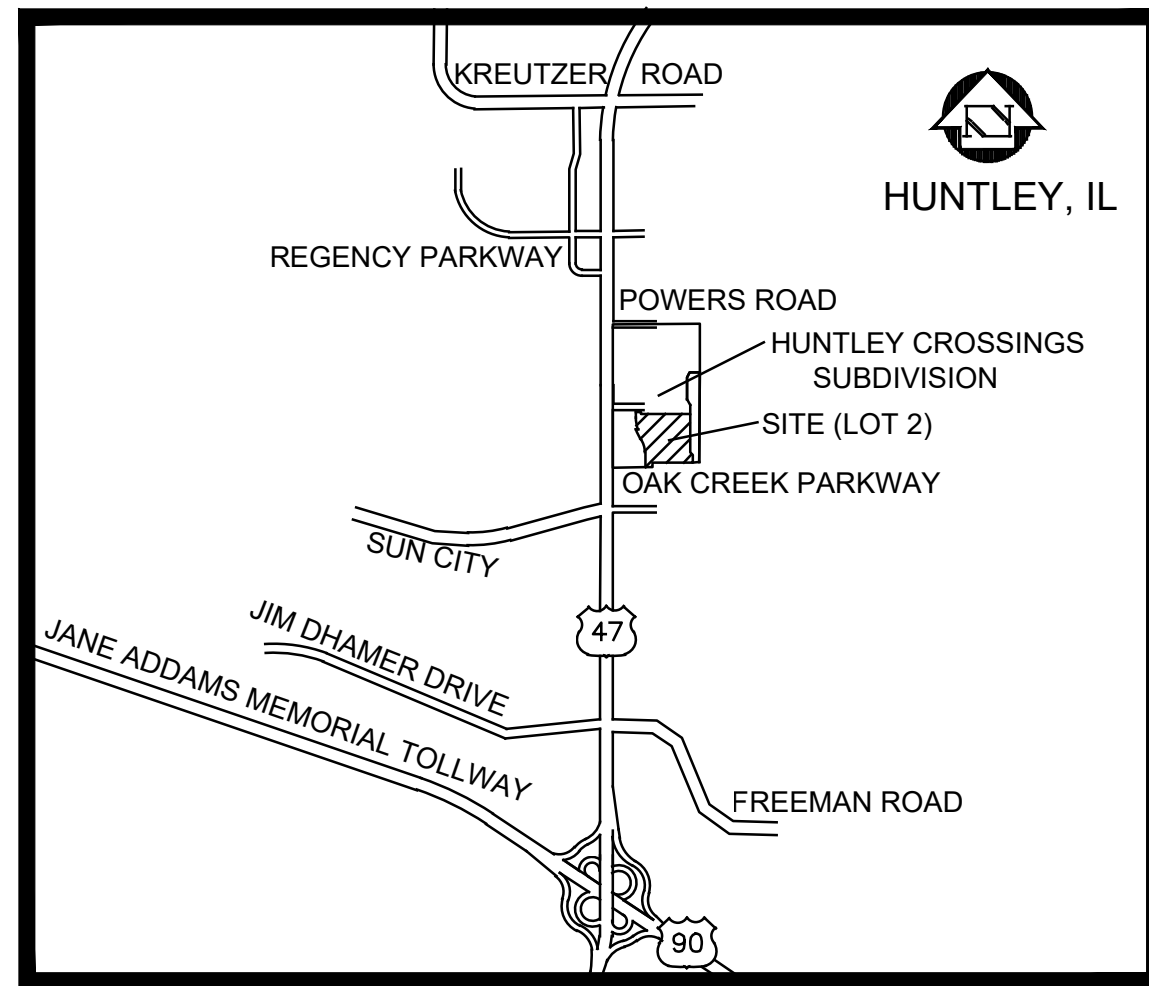 KREUTZER ROAD
N
HUNTLEY, IL
REGENCY PARKWAY
POWERS ROAD
HUNTLEY CROSSINGS
SUBDIVISION
SITE (LOT 2)
OAK CREEK PARKWAY
SUN CITY
47
JIM DHAMER DRIVE
JANE ADDAMS MEMORIAL TOLLWAY
FREEMAN ROAD
90